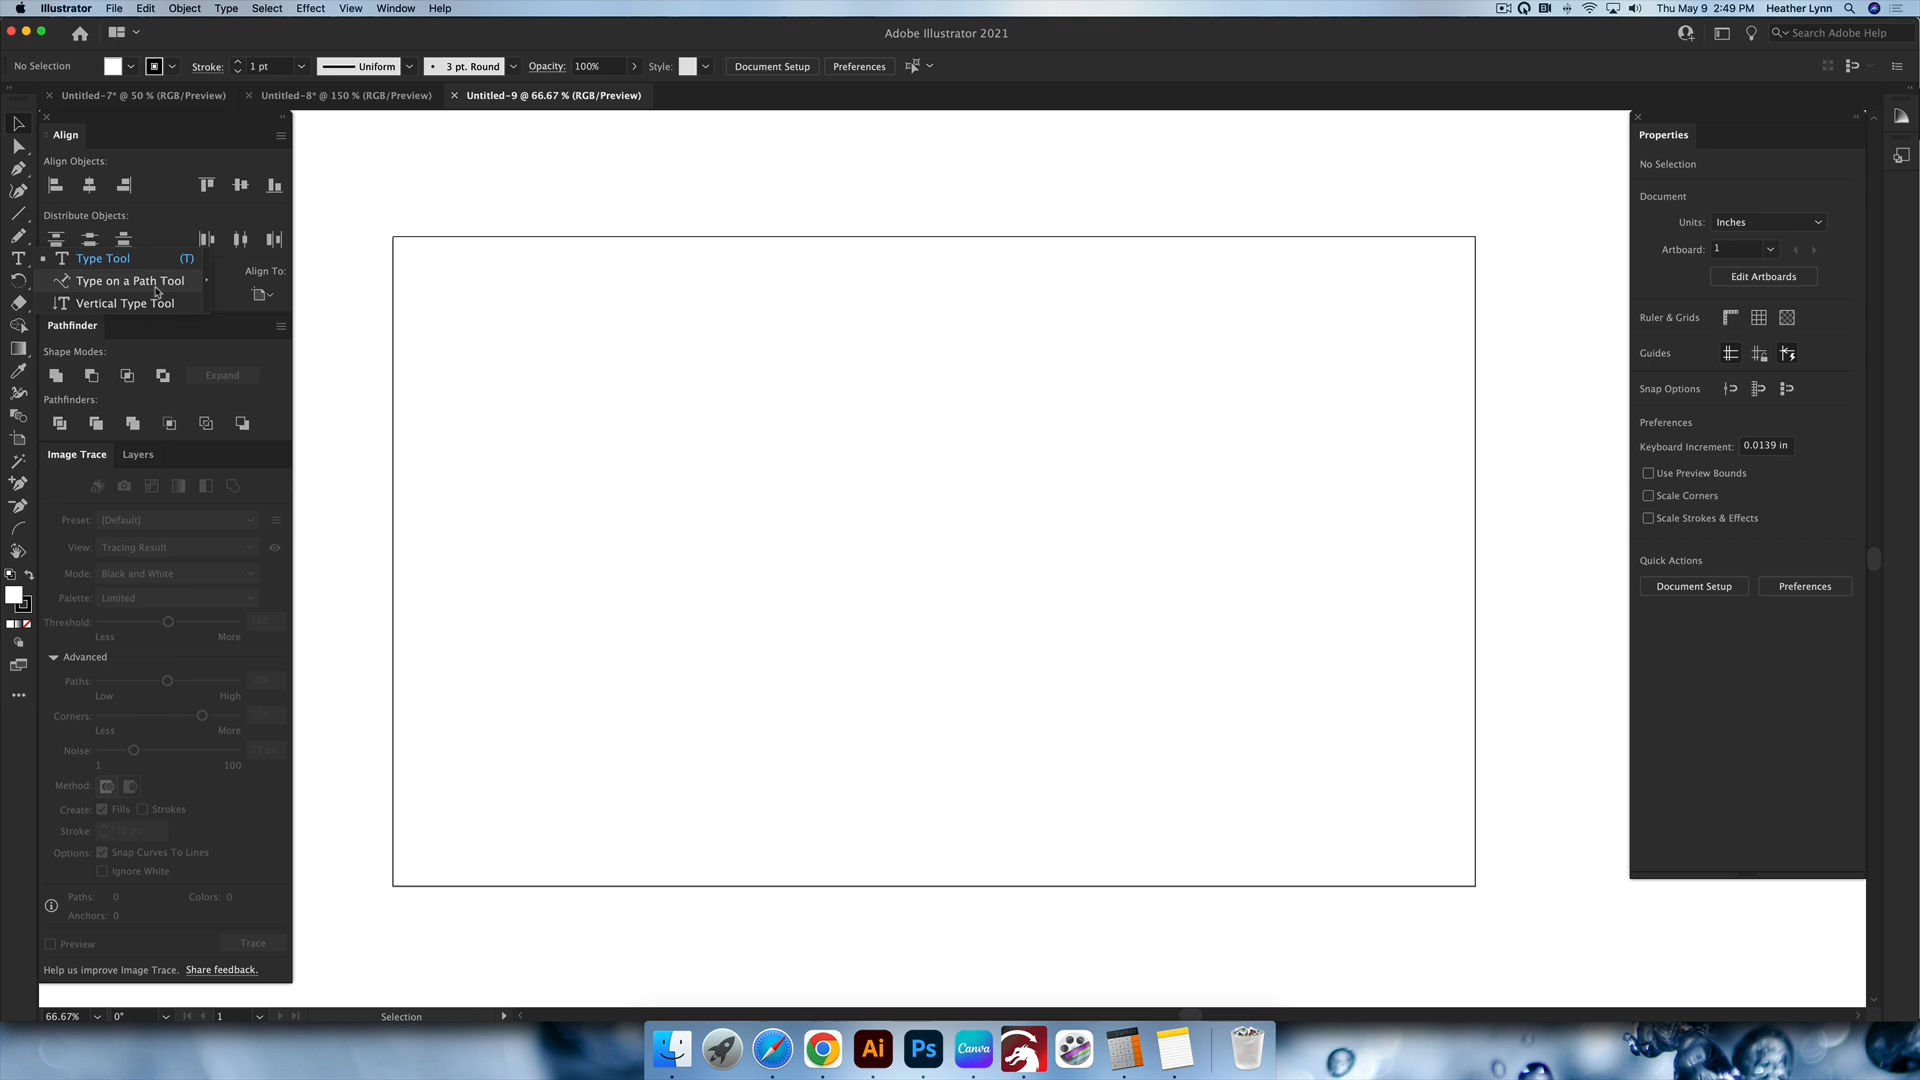 Illustrator File Edit Object Type Select Effect View Window Help Thu May 9 2:49 PM Heather Lynn
Adobe Illustrator 2021 Search Adobe Help
No Selection Stroke: 1 pt Uniform 3 pt. Round Opacity: 100% Style: Document Setup Preferences
Untitled-7* @ 50 % (RGB/Preview) Untitled-8* @ 150 % (RGB/Preview) Untitled-9 @ 66.67 % (RGB/Preview)
Align
Align Objects:
Distribute Objects:
Type Tool (T)
Type on a Path Tool
Vertical Type Tool
Align To:
Pathfinder
Shape Modes:
Expand
Pathfinders:
Image Trace Layers
Preset: [Default]
View: Tracing Result
Mode: Black and White
Palette: Limited
Threshold: 128
Less More
Advanced
Paths: 50%
Low High
Corners: 75%
Less More
Noise: 25 px
1 100
Method:
Create: Fills Strokes
Stroke: 10 px
Options: Snap Curves To Lines
Ignore White
Paths: 0 Colors: 0
Anchors: 0
Preview Trace
Help us improve Image Trace. Share feedback.
66.67% 0° 1 Selection
Properties
No Selection
Document
Units: Inches
Artboard: 1
Edit Artboards
Ruler & Grids
Guides
Snap Options
Preferences
Keyboard Increment: 0.0139 in
Use Preview Bounds
Scale Corners
Scale Strokes & Effects
Quick Actions
Document Setup Preferences
Ai Ps Canva